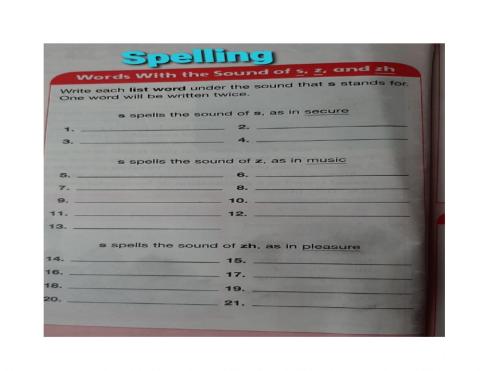 Spelling
Words With the Sound of s, z, and zh
Write each list word under the sound that s stands for.
One word will be written twice.
s spells the sound of s, as in secure
1. 2.
3. 4.
s spells the sound of z, as in music
5. 6.
7. 8.
9. 10.
11. 12.
13.
s spells the sound of zh, as in pleasure
14. 15.
16. 17.
18. 19.
20. 21.